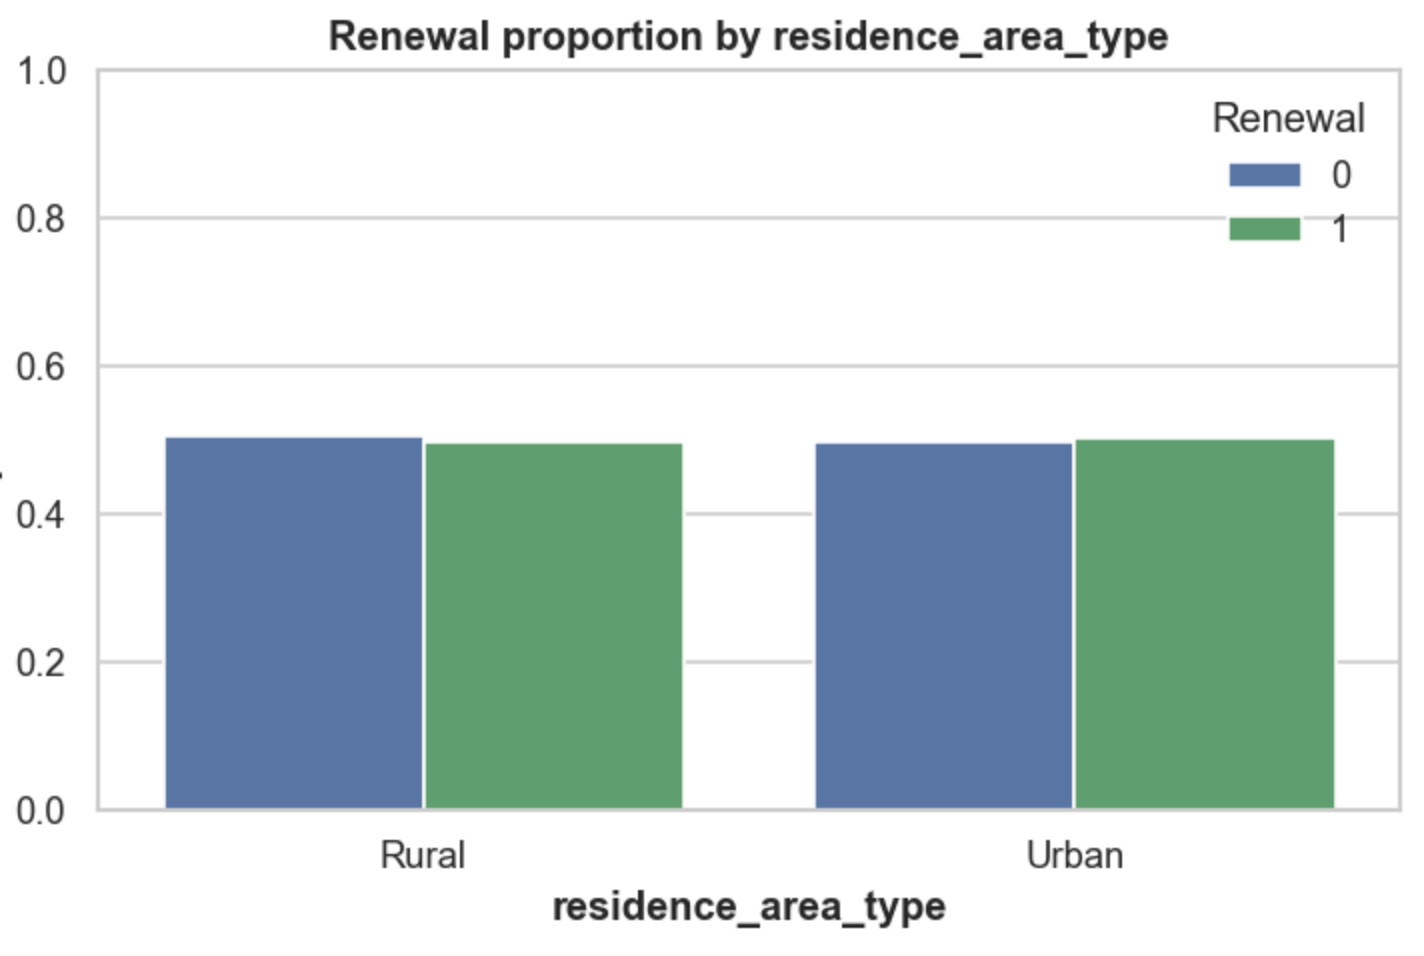 Renewal proportion by residence_area_type
1.0
0.8
0.6
0.4
0.2
0.0
Renewal
0
1
Rural
Urban
residence_area_type